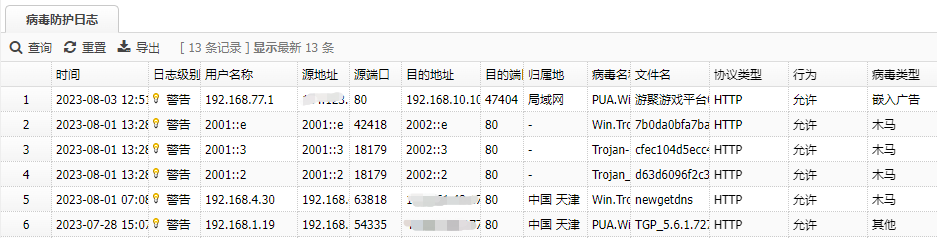 病毒防护日志
查询 重置 导出 [ 13 条记录 ] 显示最新 13 条
时间 日志级别 用户名称 源地址 源端口 目的地址 目的端口 归属地 病毒名称 文件名 协议类型 行为 病毒类型
1 2023-08-03 12:51 警告 192.168.77.1 80 192.168.10.10 47404 局域网 PUA.Wi 游聚游戏平台 HTTP 允许 嵌入广告
2 2023-08-01 13:28 警告 2001::e 2001::e 42418 2002::e 80 - Win.Tro 7b0da0bfa7ba HTTP 允许 木马
3 2023-08-01 13:28 警告 2001::3 2001::3 18179 2002::3 80 - Trojan- cfec104d5ecc4 HTTP 允许 木马
4 2023-08-01 13:28 警告 2001::2 2001::2 18179 2002::2 80 - Trojan_ d63d6096f2c3 HTTP 允许 木马
5 2023-08-01 07:08 警告 192.168.4.30 192.168. 63818 80 中国 天津 Win.Tro newgetdns HTTP 允许 木马
6 2023-07-28 15:07 警告 192.168.1.19 192.168. 54335 80 中国 天津 PUA.Wi TGP_5.6.1.727 HTTP 允许 其他